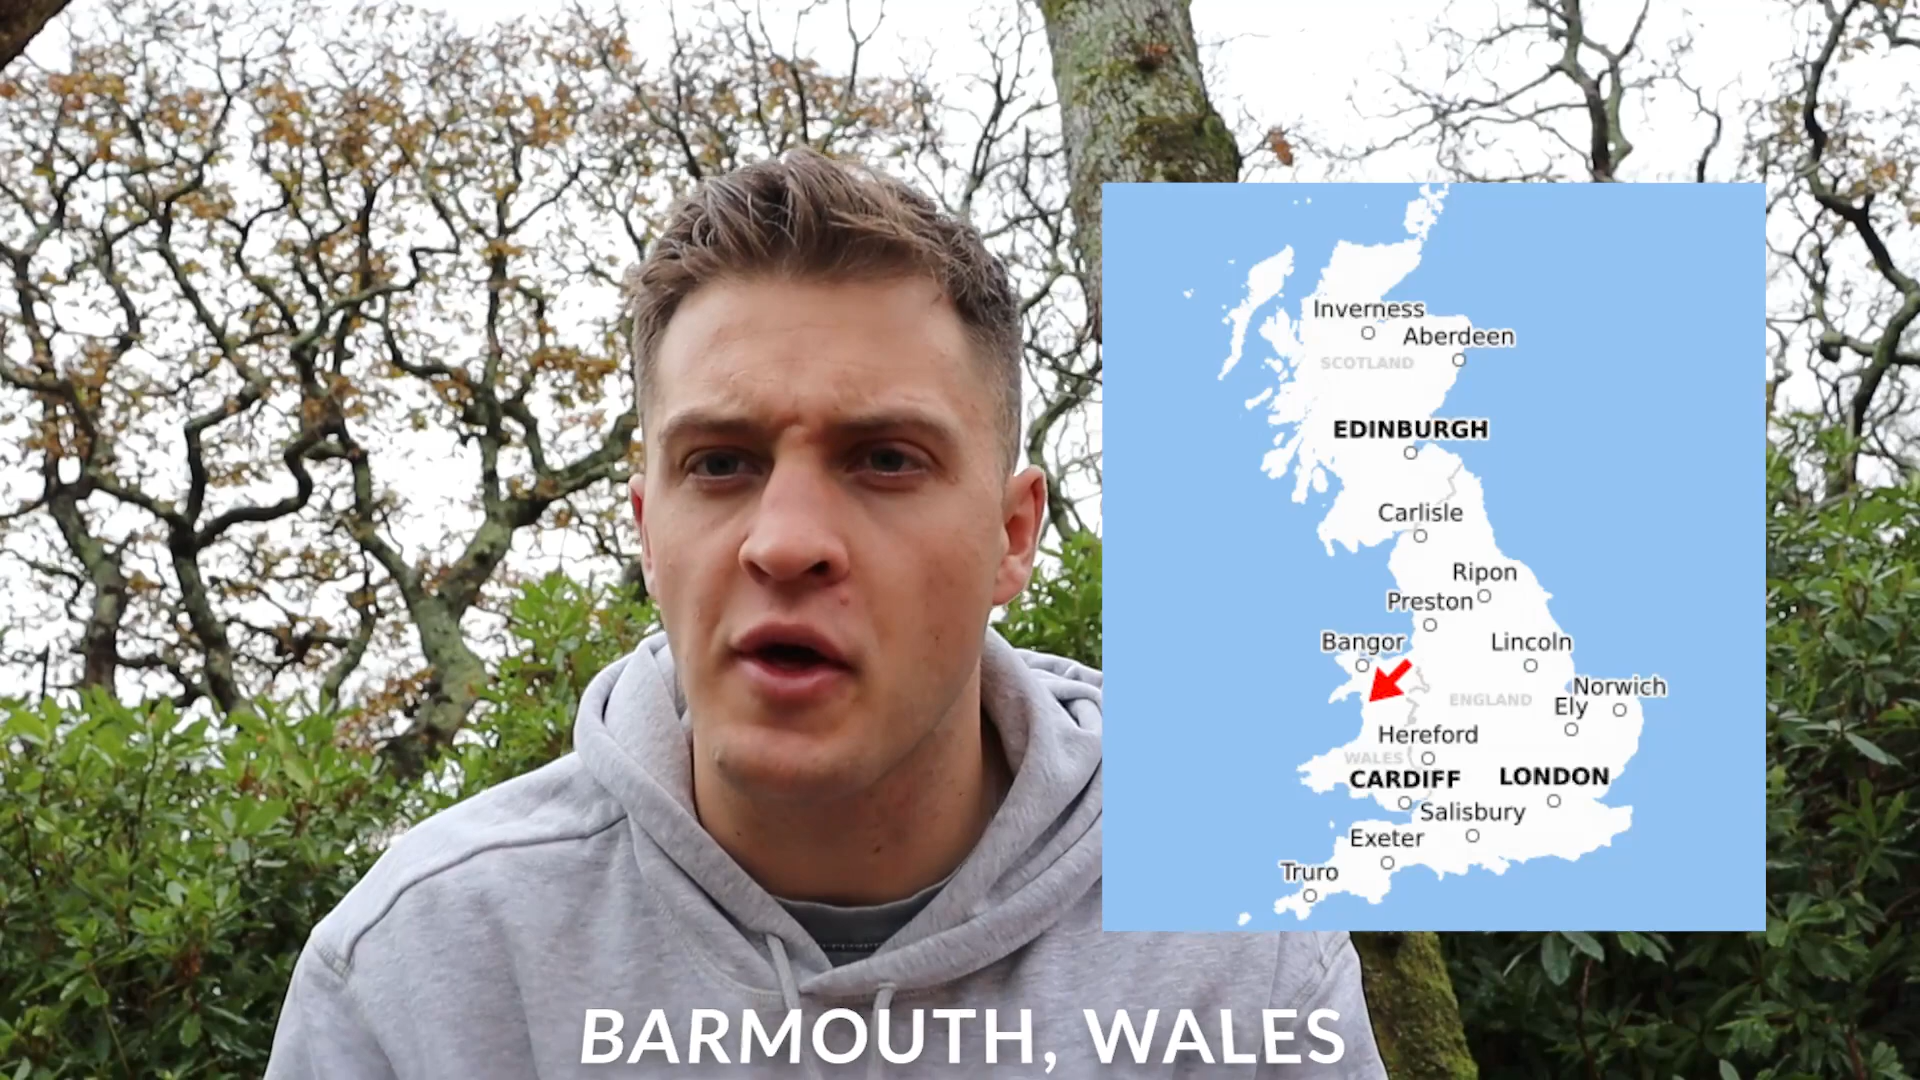 Inverness
Aberdeen
SCOTLAND
EDINBURGH
Carlisle
Ripon
Preston
Bangor
Lincoln
Norwich
ENGLAND
Ely
Hereford
WALES
CARDIFF
LONDON
Salisbury
Exeter
Truro
BARMOUTH, WALES